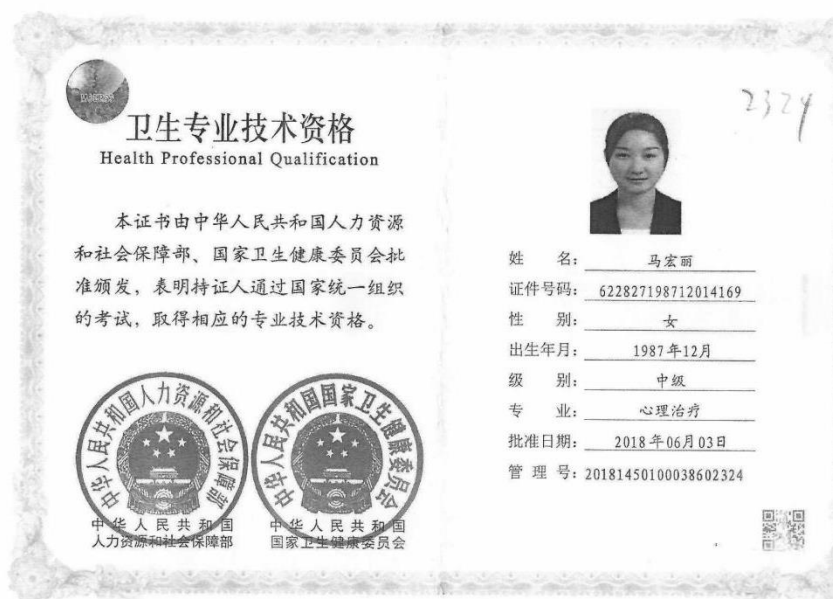 卫生专业技术资格
Health Professional Qualification
本证书由中华人民共和国人力资源
和社会保障部、国家卫生健康委员会批
准颁发，表明持证人通过国家统一组织
的考试，取得相应的专业技术资格。
中华人民共和国人力资源和社会保障部
中华人民共和国国家卫生健康委员会
中华人民共和国
人力资源和社会保障部
中华人民共和国
国家卫生健康委员会
2324
姓 名： 马宏丽
证件号码： 622827198712014169
性 别： 女
出生年月： 1987年12月
级 别： 中级
专 业： 心理治疗
批准日期： 2018年06月03日
管 理 号： 20181450100038602324